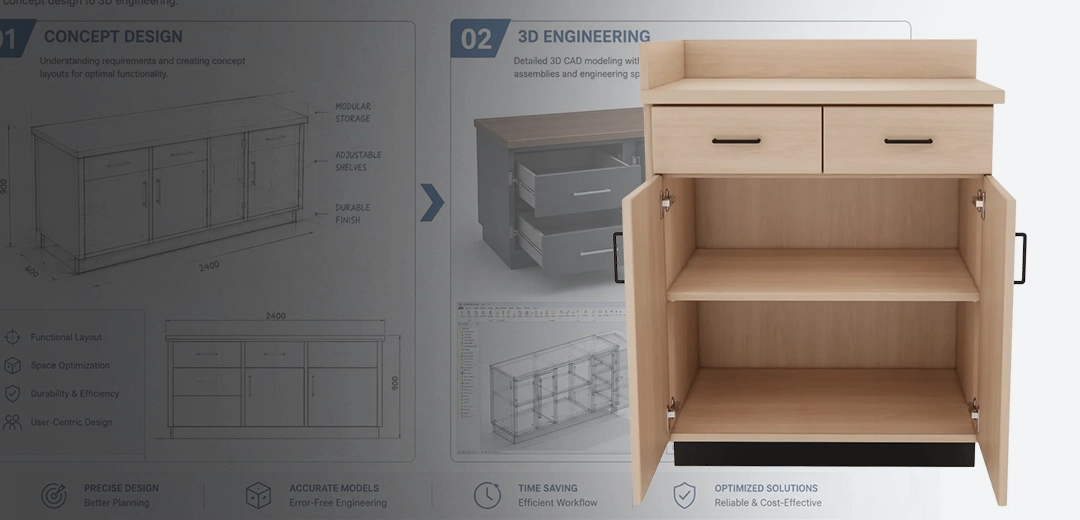 concept design to 3D engineering.
01 CONCEPT DESIGN
Understanding requirements and creating concept
layouts for optimal functionality.
MODULAR
STORAGE
ADJUSTABLE
SHELVES
DURABLE
FINISH
900
600
2400
2400
900
Functional Layout
Space Optimization
Durability & Efficiency
User-Centric Design
02 3D ENGINEERING
Detailed 3D CAD modeling with
assemblies and engineering
PRECISE DESIGN
Better Planning
ACCURATE MODELS
Error-Free Engineering
TIME SAVING
Efficient Workflow
OPTIMIZED SOLUTIONS
Reliable & Cost-Effective